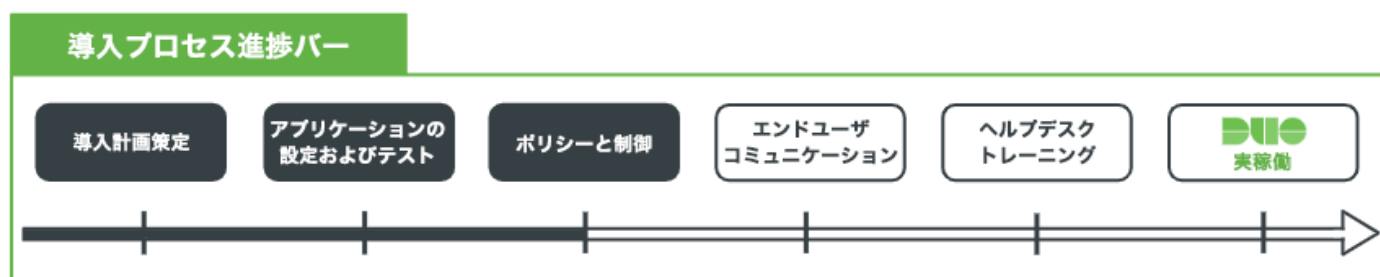 導入プロセス進捗バー
導入計画策定
アプリケーションの
設定およびテスト
ポリシーと制御
エンドユーザ
コミュニケーション
ヘルプデスク
トレーニング
DUO
実稼働